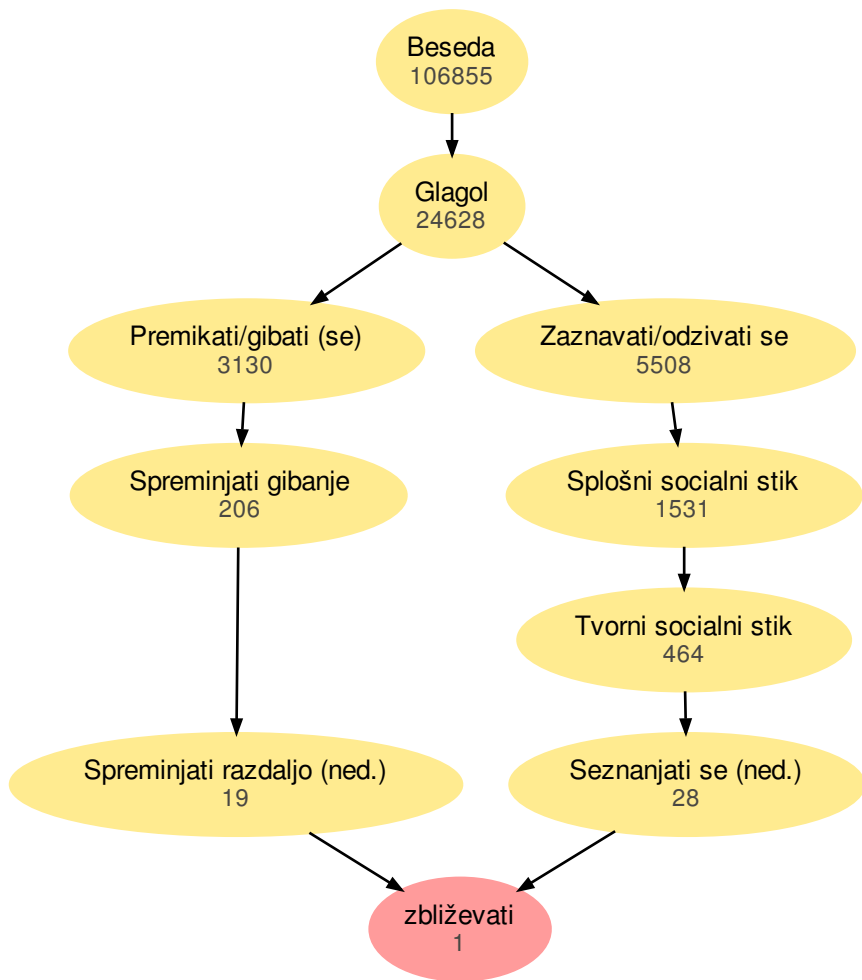 Beseda
106855
Glagol
24628
Premikati/gibati (se)
3130
Zaznavati/odzivati se
5508
Spreminjati gibanje
206
Splošni socialni stik
1531
Tvorni socialni stik
464
Spreminjati razdaljo (ned.)
19
Seznanjati se (ned.)
28
zbliževati
1